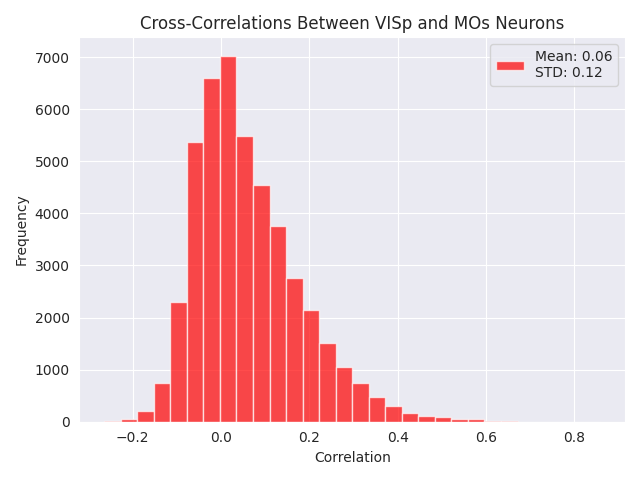 Cross-Correlations Between VISp and MOs Neurons
Mean: 0.06
STD: 0.12
7000
6000
5000
4000
3000
2000
1000
0
Frequency
−0.2 0.0 0.2 0.4 0.6 0.8
Correlation